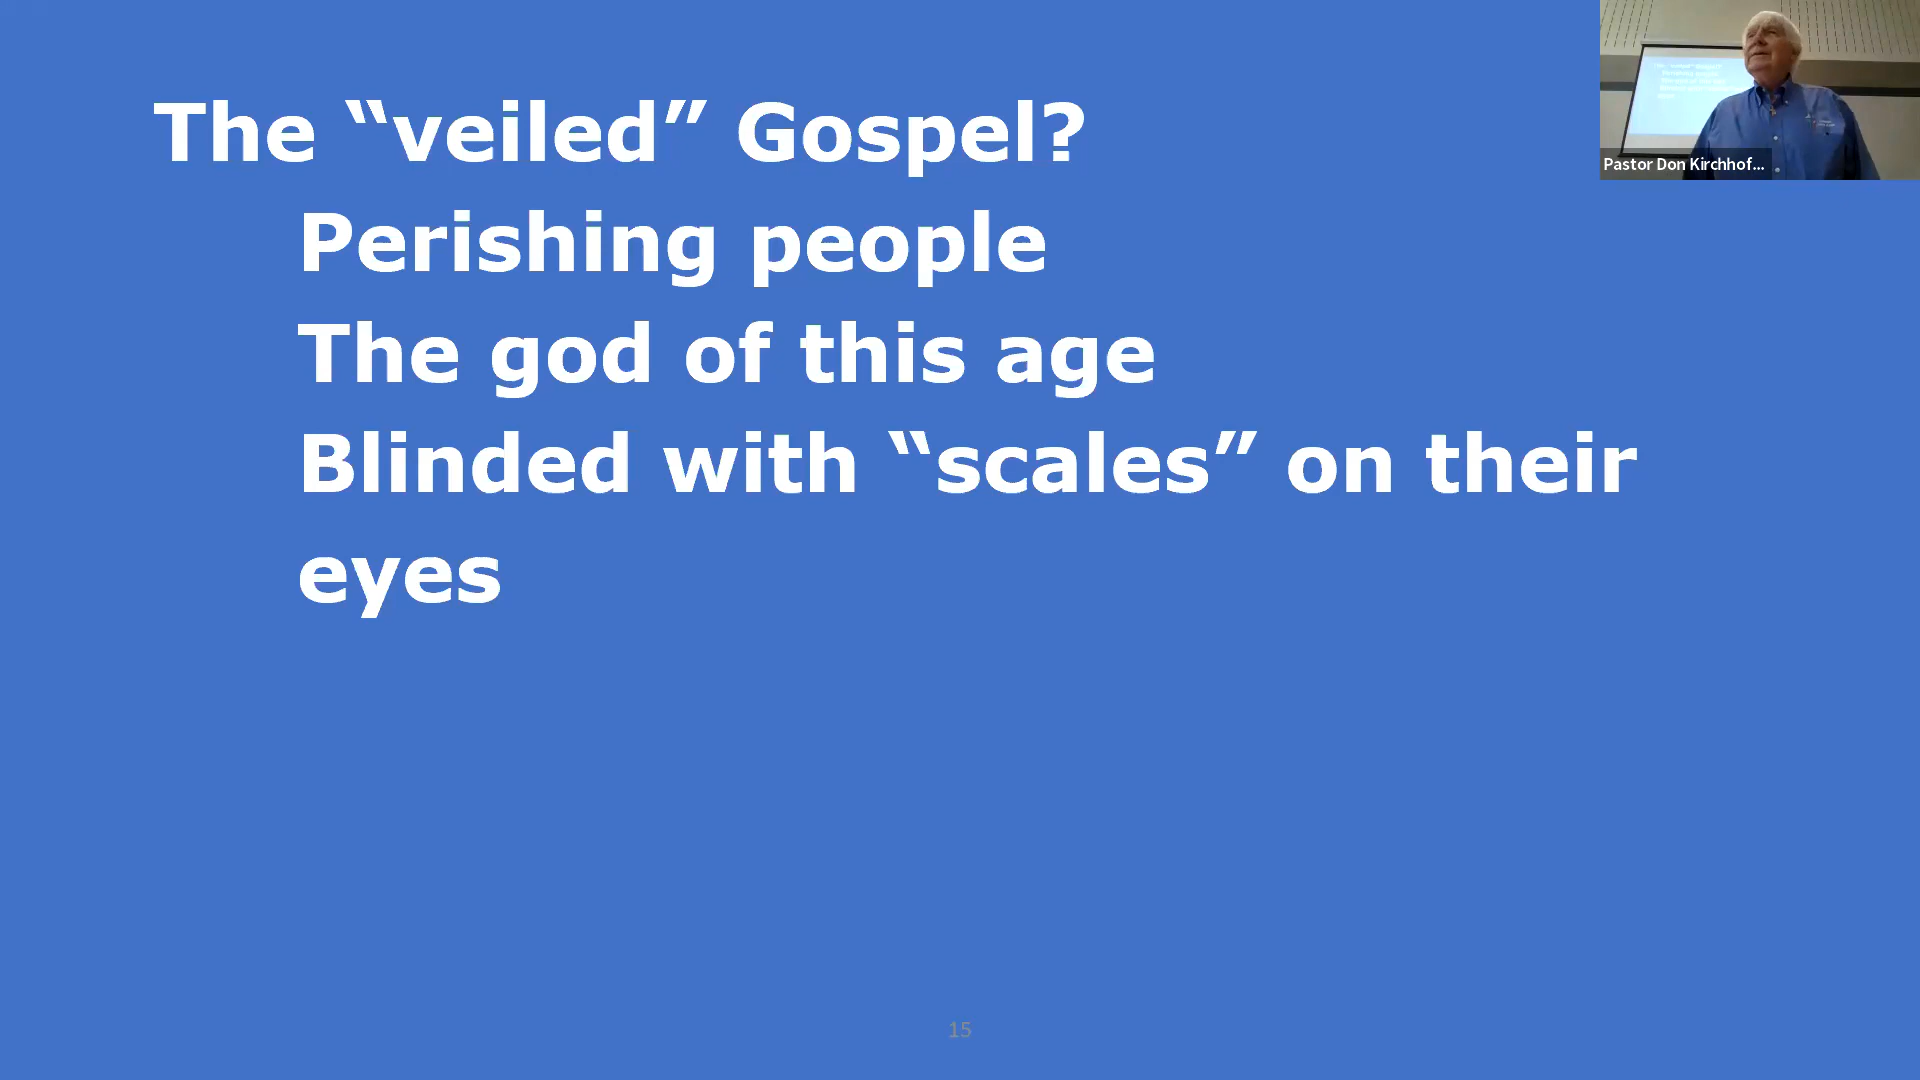 The “veiled” Gospel?
Perishing people
The god of this age
Blinded with “scales” on their
eyes
Pastor Don Kirchhof...
15